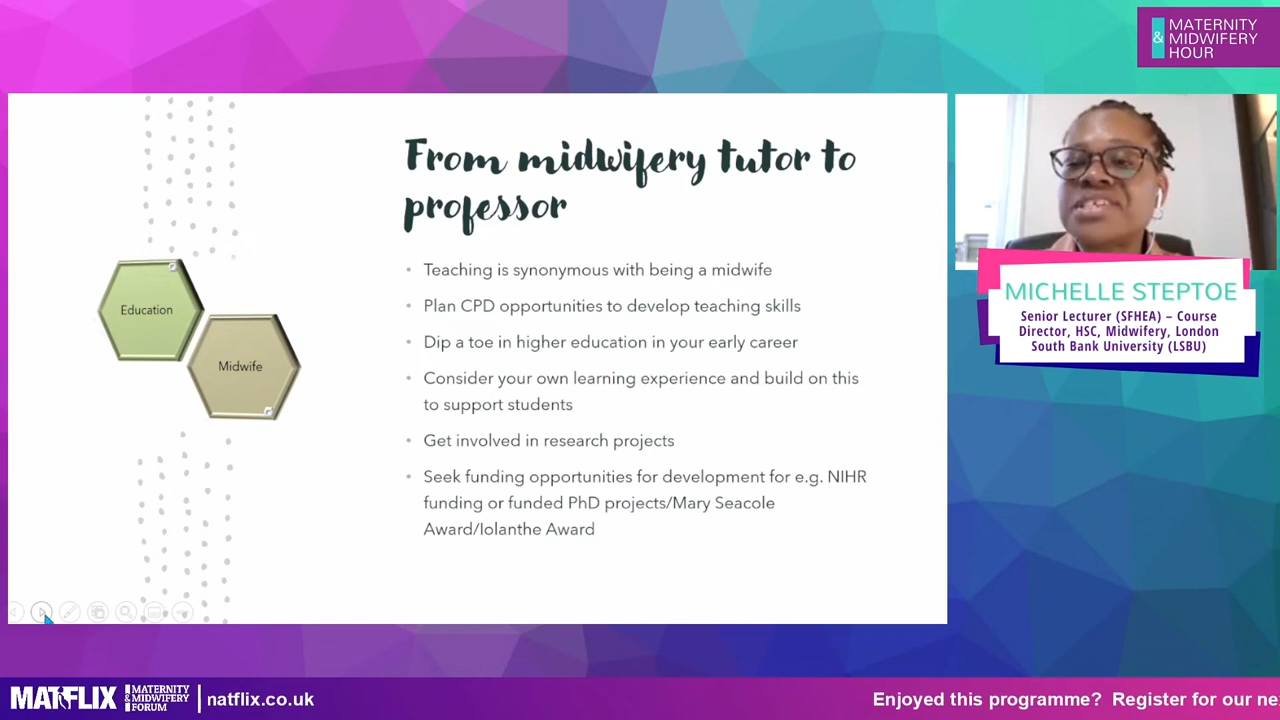 &
MATERNITY
MIDWIFERY
HOUR
From midwifery tutor to
professor
Education
Midwife
• Teaching is synonymous with being a midwife
• Plan CPD opportunities to develop teaching skills
• Dip a toe in higher education in your early career
• Consider your own learning experience and build on this
to support students
• Get involved in research projects
• Seek funding opportunities for development for e.g. NIHR
funding or funded PhD projects/Mary Seacole
Award/Iolanthe Award
MICHELLE STEPTOE
Senior Lecturer (SFHEA) – Course
Director, HSC, Midwifery, London
South Bank University (LSBU)
MATFLIX
MATERNITY
&MIDWIFERY
FORUM
natflix.co.uk
Enjoyed this programme? Register for our ne